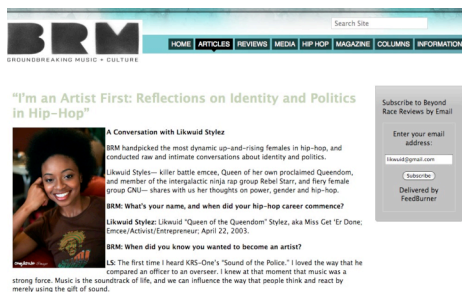 BRM
GROUNDBREAKING MUSIC + CULTURE
Search Site
HOME ARTICLES REVIEWS MEDIA HIP HOP MAGAZINE COLUMNS INFORMATION
"I'm an Artist First: Reflections on Identity and Politics
in Hip-Hop"
A Conversation with Likwuid Stylez
BRM handpicked the most dynamic up-and-rising females in hip-hop, and
conducted raw and intimate conversations about identity and politics.
Likwuid Styles— killer battle emcee, Queen of her own proclaimed Queendom,
and member of the intergalactic ninja rap group Rebel Starr, and fiery female
group GNU— shares with us her thoughts on power, gender and hip-hop.
BRM: What's your name, and when did your hip-hop career commence?
Likwuid Stylez: Likwuid "Queen of the Queendom" Stylez, aka Miss Get 'Er Done;
Emcee/Activist/Entrepreneur; April 22, 2003.
BRM: When did you know you wanted to become an artist?
LS: The first time I heard KRS-One's "Sound of the Police." I loved the way that he
compared an officer to an overseer. I knew at that moment that music was a
strong force. Music is the soundtrack of life, and we can influence the way that people think and react by
merely using the gift of sound.
Subscribe to Beyond
Race Reviews by Email
Enter your email
address:
likwuid@gmail.com
Subscribe
Delivered by
FeedBurner